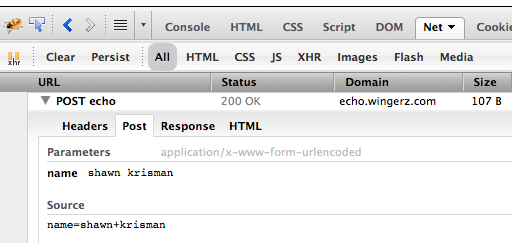 Console HTML CSS Script DOM Net Cookie
xhr Clear Persist All HTML CSS JS XHR Images Flash Media
URL Status Domain Size
POST echo 200 OK echo.wingerz.com 107 B
Headers Post Response HTML
Parameters application/x-www-form-urlencoded
name shawn krisman
Source
name=shawn+krisman